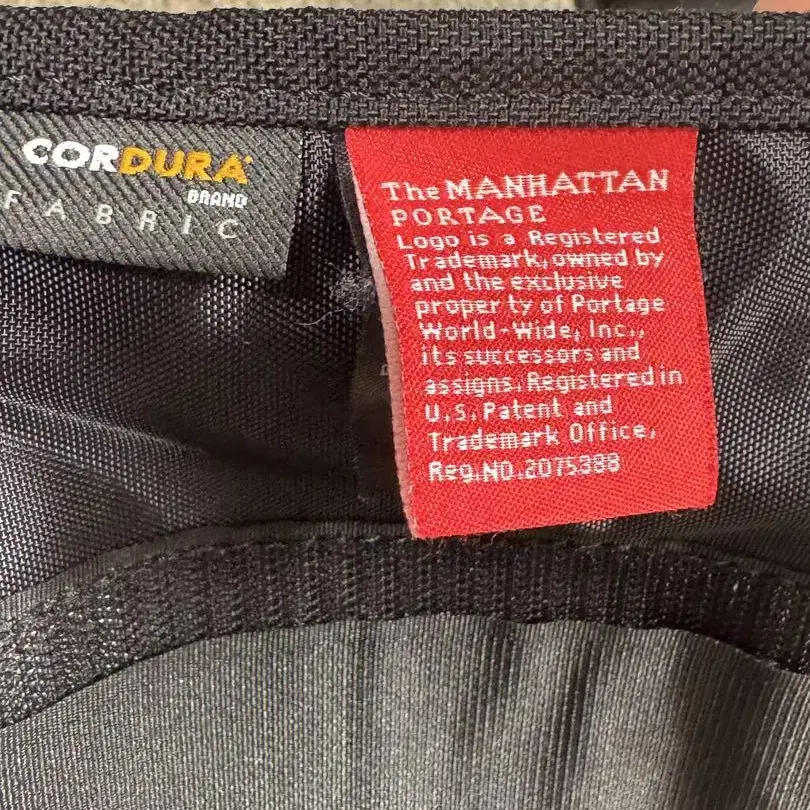 CORDURA
BRAND
FABRIC
The MANHATTAN
PORTAGE
Logo is a Registered
Trademark, owned by
and the exclusive
property of Portage
World-Wide, Inc.,
its successors and
assigns. Registered in
U.S. Patent and
Trademark Office.
Reg. NO. 2075388